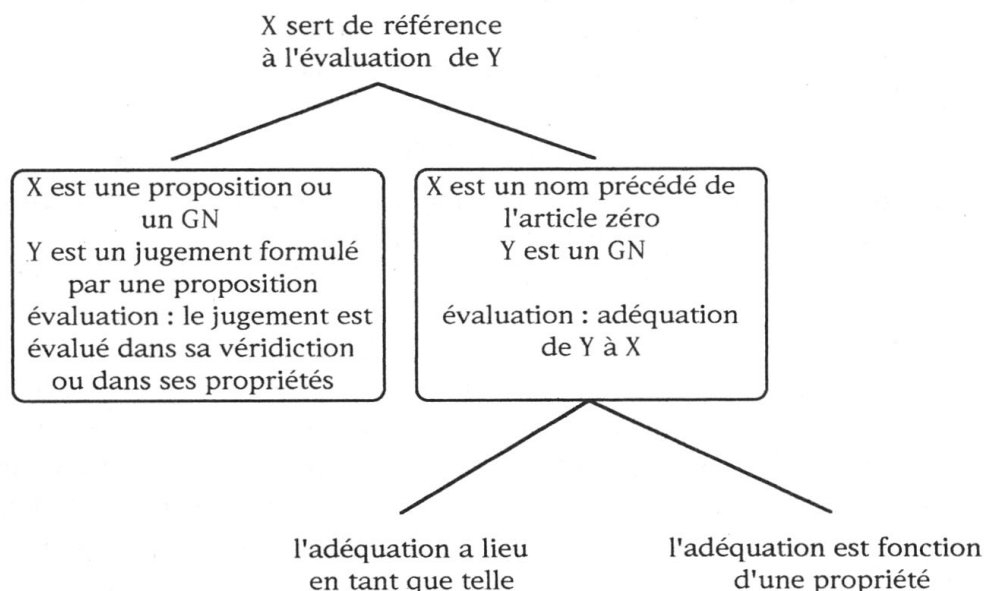 X sert de référence
à l'évaluation de Y
X est une proposition ou
un GN
Y est un jugement formulé
par une proposition
évaluation : le jugement est
évalué dans sa véridiction
ou dans ses propriétés
X est un nom précédé de
l'article zéro
Y est un GN
évaluation : adéquation
de Y à X
l'adéquation a lieu
en tant que telle
l'adéquation est fonction
d'une propriété